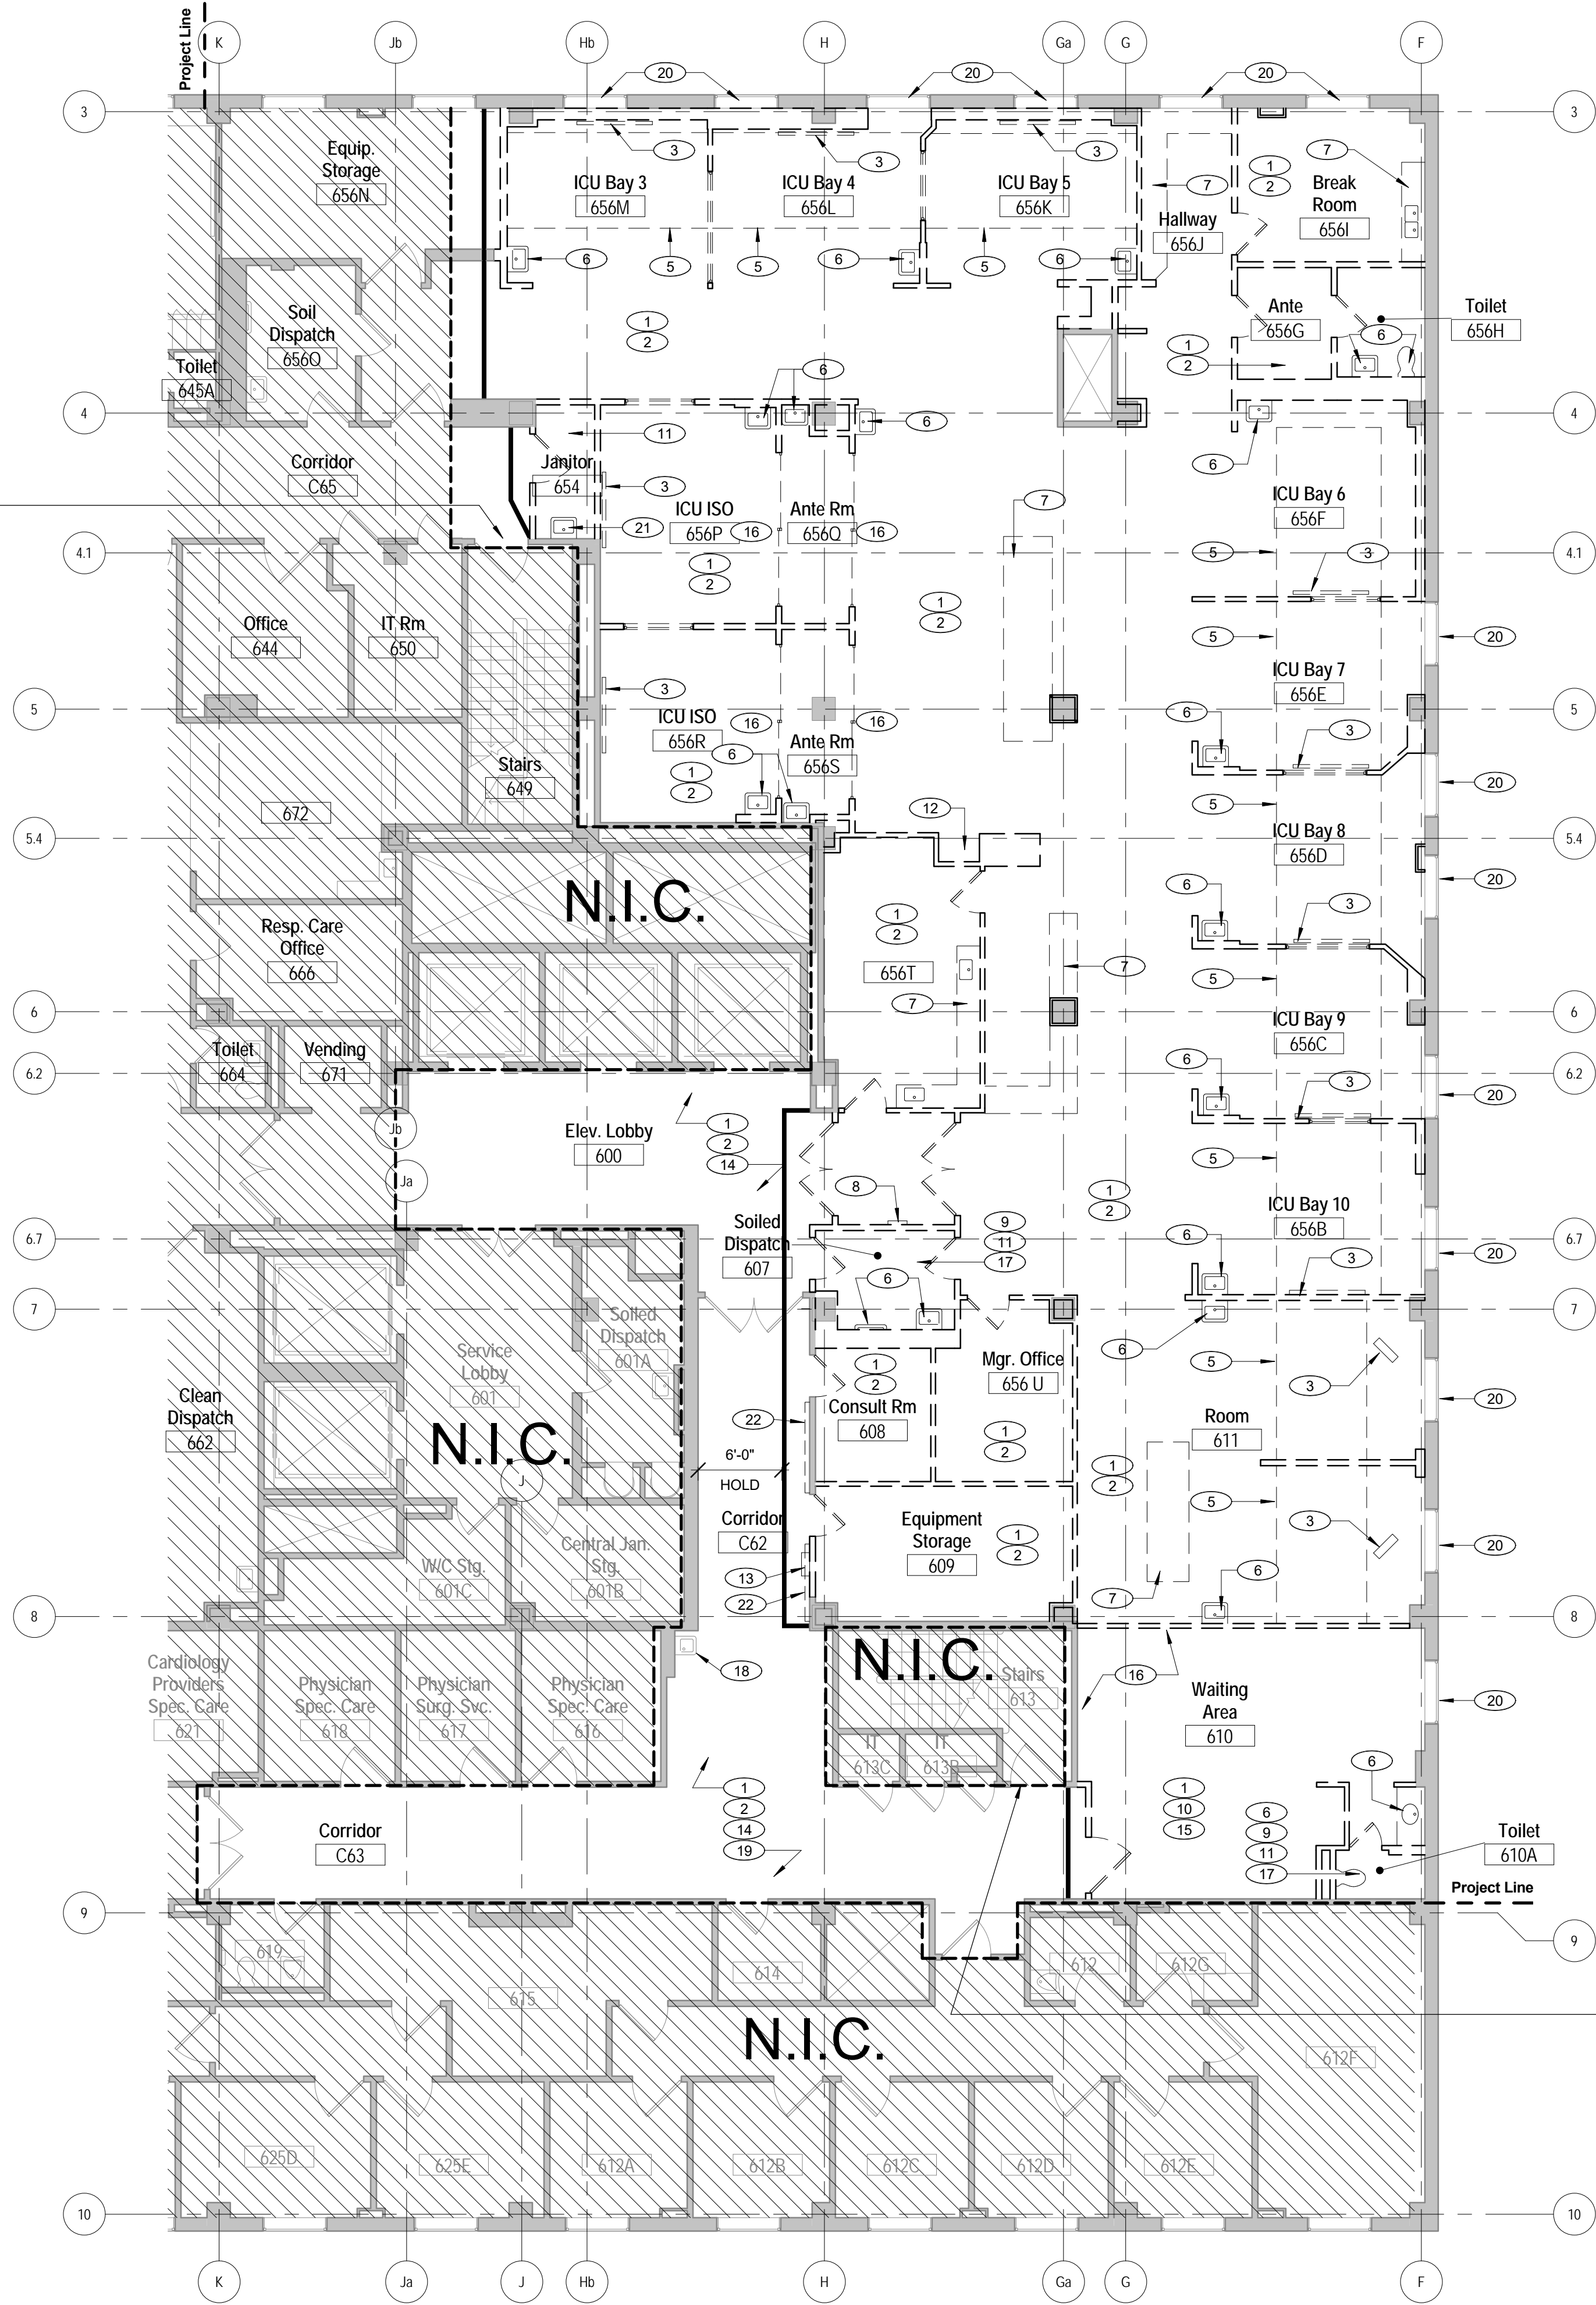 Project Line
K
Jb
Hb
H
Ga
G
F
20
20
20
3
3
Equip.
Storage
656N
3
3
3
7
1
2
ICU Bay 3
656M
ICU Bay 4
656L
ICU Bay 5
656K
7
Break
Room
656I
Hallway
656J
6
5
5
6
5
6
Soil
Dispatch
656O
1
2
Ante
656G
Toilet
656H
6
1
2
Toilet
645A
6
4
4
11
6
6
Corridor
C65
Janitor
654
3
7
ICU Bay 6
656F
ICU ISO
656P
16
Ante Rm
656Q
16
21
4.1
5
3
4.1
1
2
1
2
Office
644
IT Rm
650
5
20
3
ICU Bay 7
656E
5
ICU ISO
656R
16
16
6
5
3
Stairs
649
6
Ante Rm
656S
1
2
20
672
12
5
5.4
ICU Bay 8
656D
5.4
N.I.C.
6
20
1
2
3
Resp. Care
Office
666
656T
7
5
7
6
ICU Bay 9
656C
6
Toilet
664
Vending
671
6
3
6.2
6.2
20
Jb
Elev. Lobby
600
1
2
14
5
Ja
8
1
2
ICU Bay 10
656B
Soiled
Dispatch
607
9
11
17
6
3
20
6.7
6.7
6
7
7
Soiled
Dispatch
601A
Service
Lobby
601
6
5
3
1
2
Mgr. Office
656 U
Clean
Dispatch
662
22
Consult Rm
608
Room
611
20
N.I.C.
6'-0"
HOLD
1
2
J
1
2
5
3
Corridor
C62
Equipment
Storage
609
1
2
20
Central Jan.
Stg.
601B
W/C Stg.
601C
13
22
7
6
8
8
Cardiology
Providers
Spec. Care
621
Physician
Spec. Care
618
Physician
Surg. Svc.
617
Physician
Spec. Care
616
18
N.I.C.
Stairs
613
16
Waiting
Area
610
20
IT
613C
IT
613B
1
2
14
19
1
10
15
6
9
11
17
6
Corridor
C63
Toilet
610A
Project Line
9
9
619
615
614
612
612G
N.I.C.
612F
625D
625E
612A
612B
612C
612D
612E
10
10
K
Ja
J
Hb
H
Ga
G
F